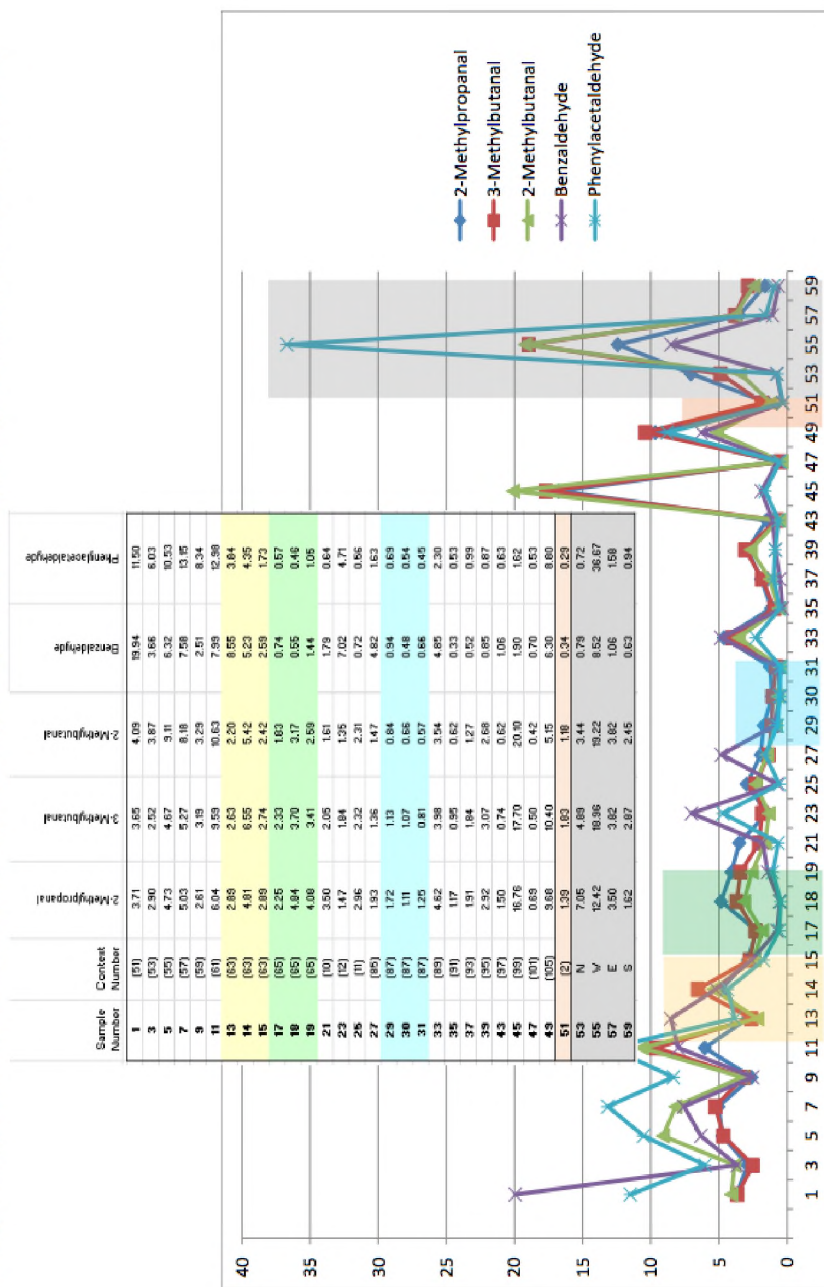 Sample Number Contest Number 2-Methylpropanal 3-Methylbutanal 2-Methylbutanal Benzaldehyde Phenylacetaldehyde
1 (51) 3.71 3.65 4.09 19.94 11.50
3 (53) 2.90 2.52 3.87 3.66 6.03
5 (55) 4.73 4.67 9.11 6.32 10.53
7 (57) 5.03 5.27 8.18 7.58 13.15
9 (59) 2.61 3.19 3.29 2.51 8.34
11 (61) 6.04 9.59 10.63 7.99 12.98
13 (63) 2.89 2.63 2.20 8.55 3.84
14 (63) 4.81 6.55 5.42 5.23 4.35
15 (63) 2.89 2.74 2.42 2.59 1.73
17 (65) 2.25 2.33 1.83 0.74 0.57
18 (65) 4.84 3.70 3.17 0.55 0.46
19 (65) 4.08 3.41 2.59 1.44 1.05
21 (10) 3.50 2.05 1.61 1.79 0.64
23 (12) 1.47 1.84 1.35 7.02 4.71
25 (11) 2.96 2.32 2.31 0.72 0.56
27 (85) 1.93 1.36 1.47 4.82 1.63
29 (87) 1.72 1.13 0.84 0.94 0.69
30 (87) 1.11 1.07 0.66 0.48 0.54
31 (87) 1.25 0.81 0.57 0.66 0.45
33 (89) 4.62 3.98 3.54 4.85 2.30
35 (91) 1.17 0.95 0.62 0.33 0.53
37 (93) 1.91 1.84 1.27 0.52 0.99
39 (95) 2.92 3.07 2.68 0.85 0.87
43 (97) 1.50 0.74 0.62 1.06 0.63
45 (99) 16.76 17.70 20.10 1.90 1.62
47 (101) 0.69 0.50 0.42 0.70 0.53
49 (105) 9.68 10.40 5.15 6.30 8.80
51 (2) 1.39 1.83 1.18 0.34 0.29
53 N 7.05 4.89 3.44 0.79 0.72
55 W 12.42 18.96 19.22 8.52 36.67
57 E 3.50 3.82 3.82 1.06 1.58
59 S 1.62 2.87 2.45 0.63 0.94
40
35
30
25
20
15
10
5
0
1 3 5 7 9 11 13 14 15 17 18 19 21 23 25 27 29 30 31 33 35 37 39 43 45 47 49 51 53 55 57 59
2-Methylpropanal
3-Methylbutanal
2-Methylbutanal
Benzaldehyde
Phenylacetaldehyde